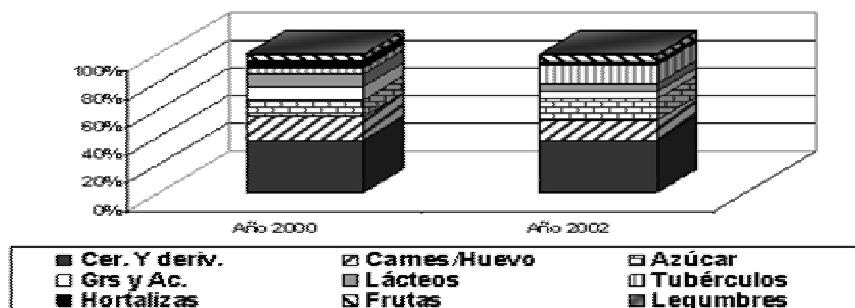 100%
80%
60%
40%
20%
0%
Año 2000 Año 2002
Cer. Y deriv. Carnes/Huevo Azúcar
Grs y Ac. Lácteos Tubérculos
Hortalizas Frutas Legumbres